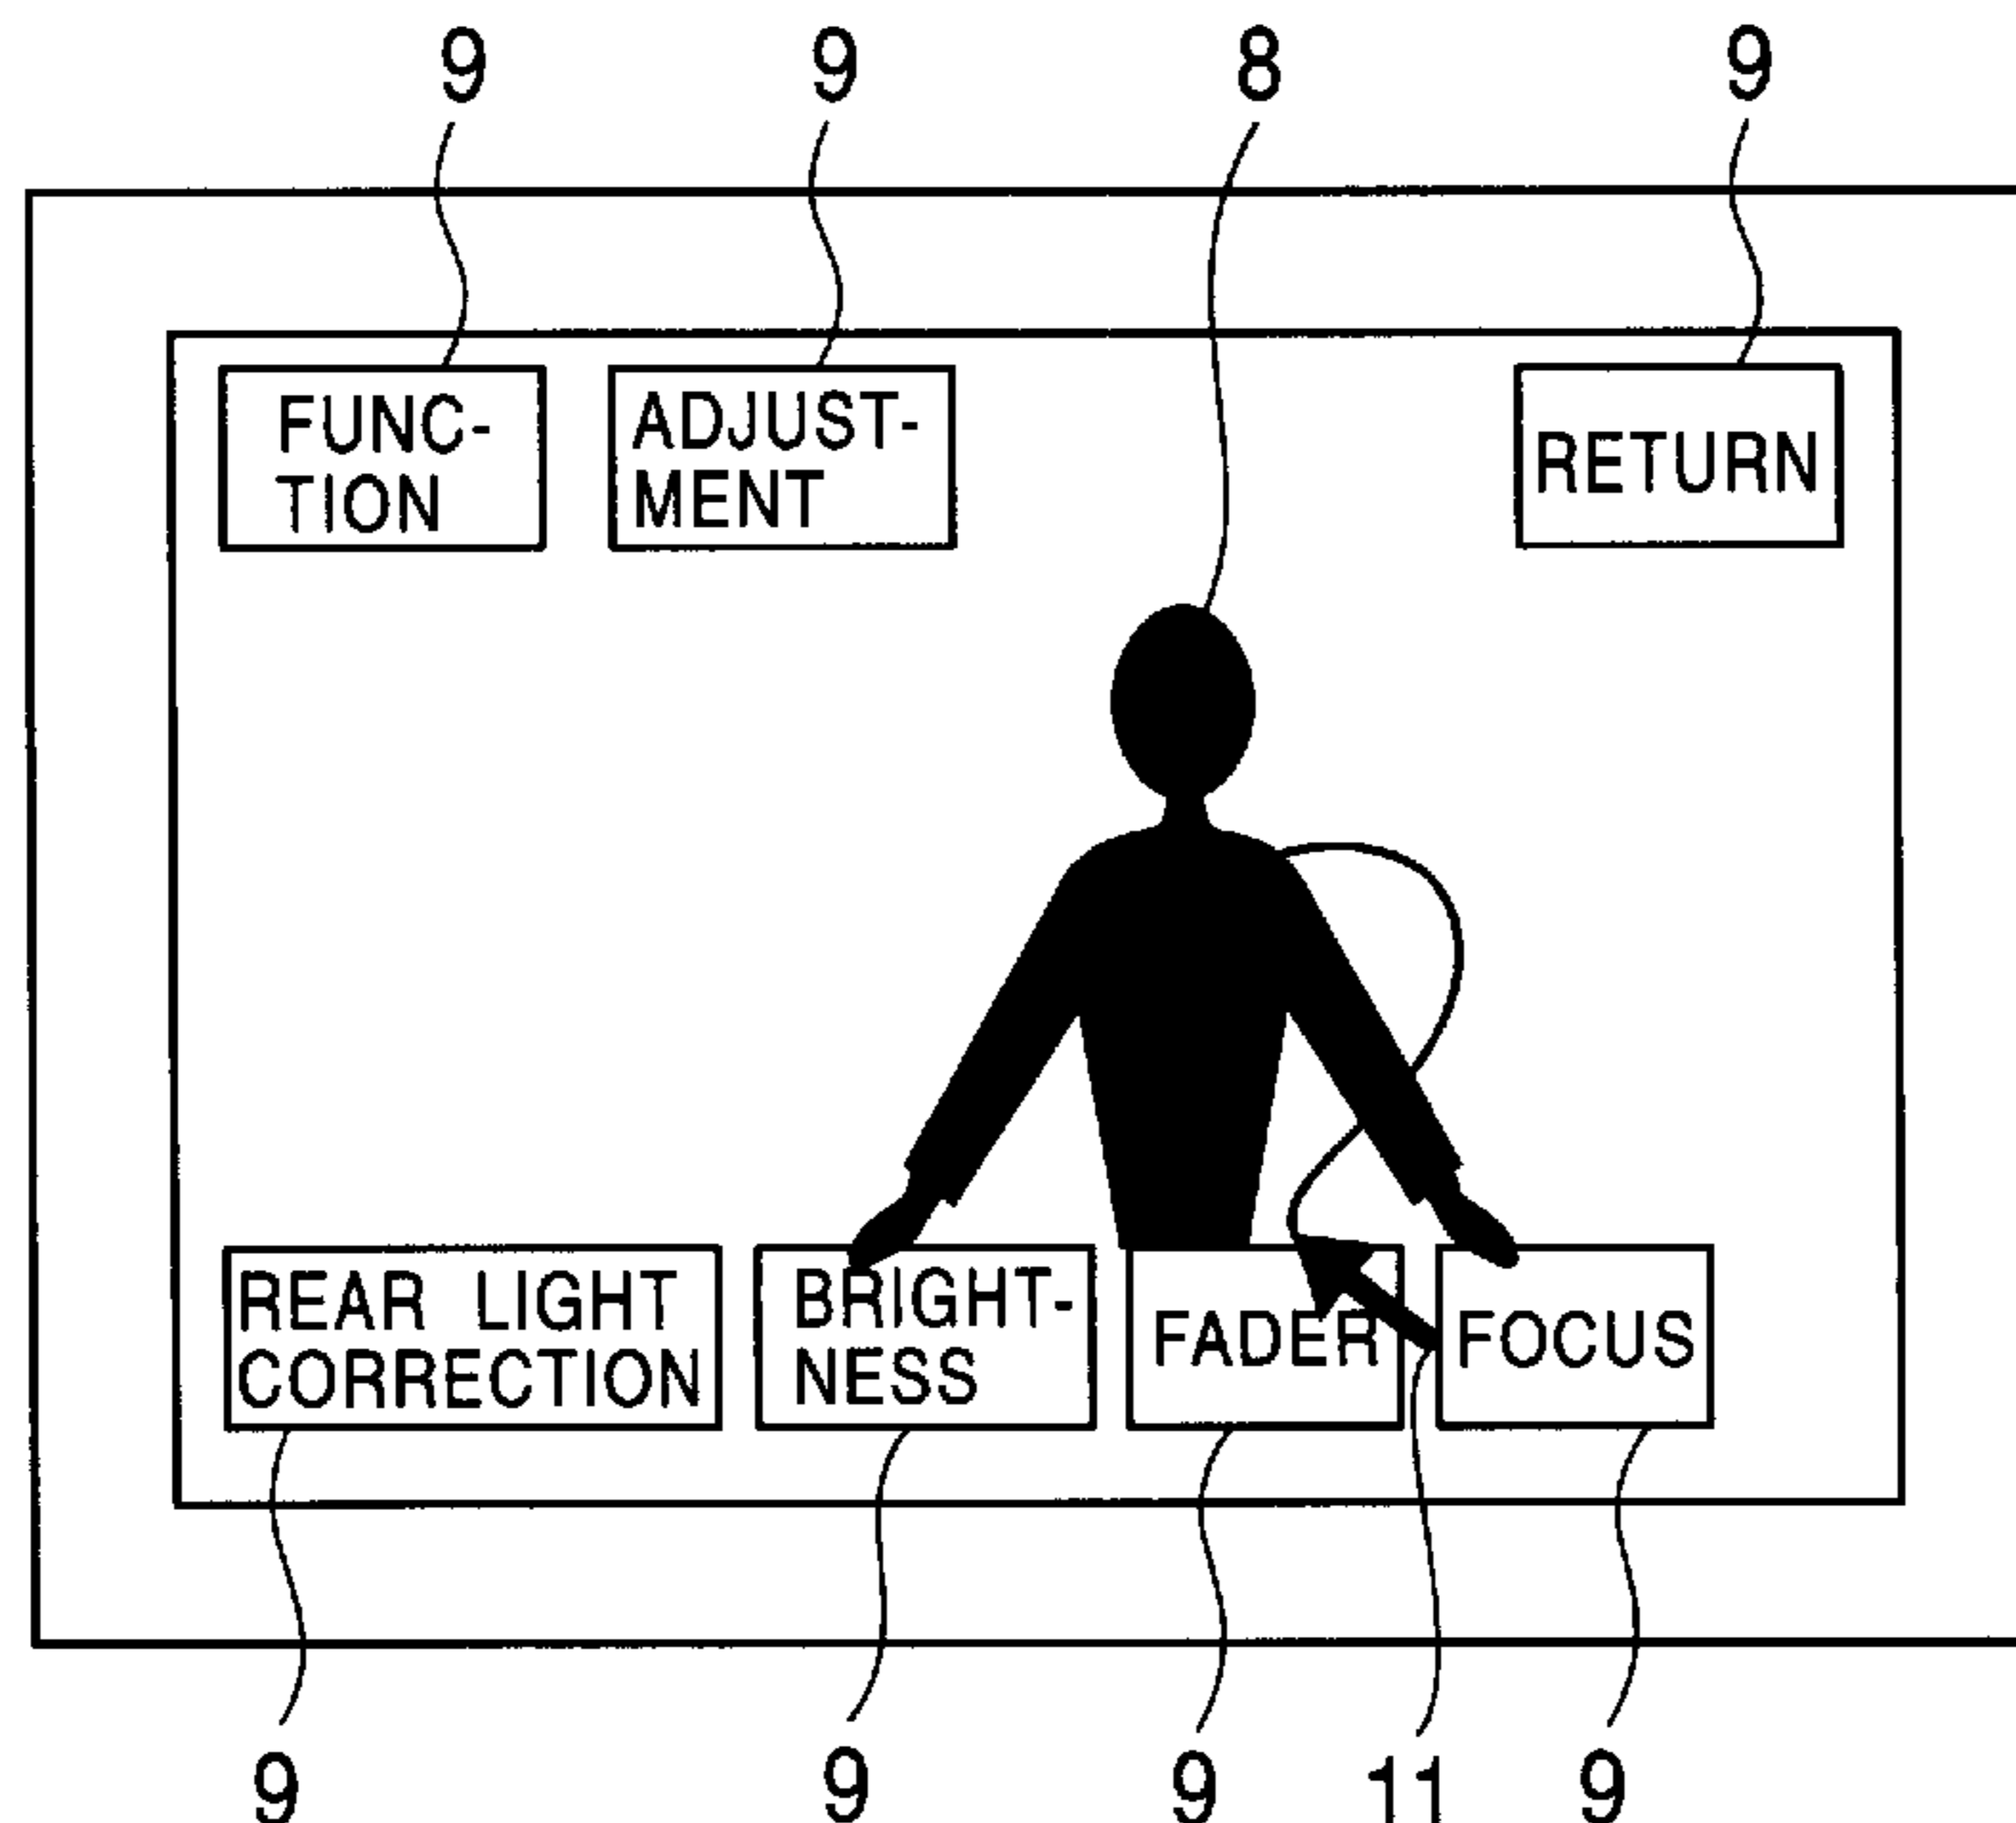 9 9 8 9
FUNC-
TION
ADJUST-
MENT
RETURN
REAR LIGHT
CORRECTION
BRIGHT-
NESS
FADER
FOCUS
9 9 9 11 9